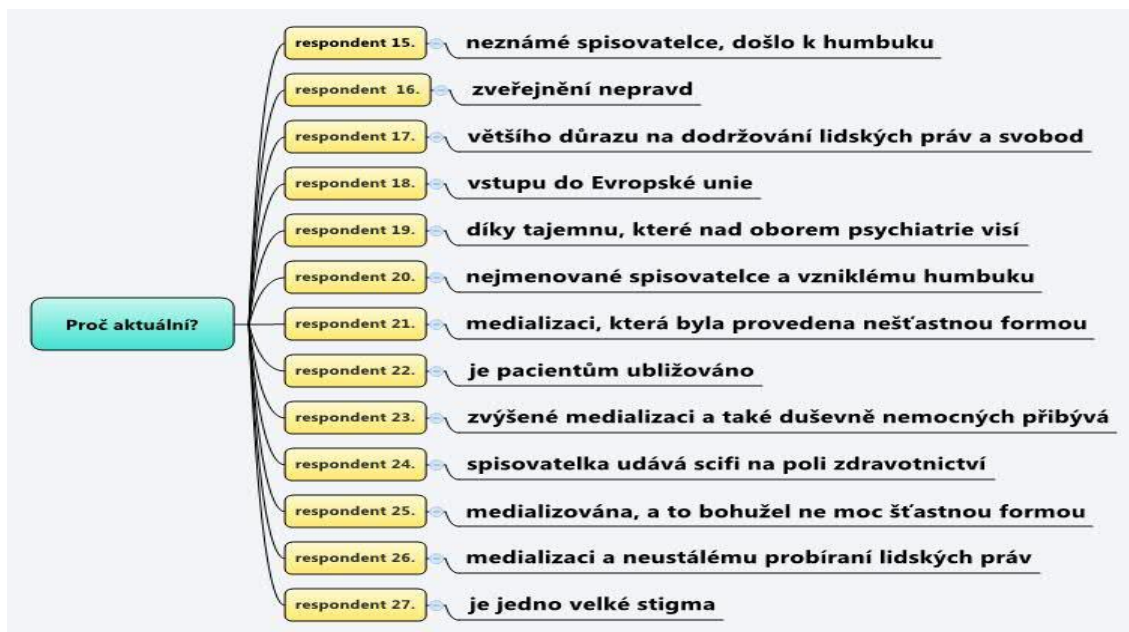 respondent 15. neznámé spisovatelce, došlo k humbuku
respondent 16. zveřejnění nepravd
respondent 17. většího důrazu na dodržování lidských práv a svobod
respondent 18. vstupu do Evropské unie
respondent 19. díky tajemnu, které nad oborem psychiatrie visí
respondent 20. nejmenované spisovatelce a vzniklému humbuku
Proč aktuální?
respondent 21. medializaci, která byla provedena nešťastnou formou
respondent 22. je pacientům ubližováno
respondent 23. zvýšené medializaci a také duševně nemocných přibývá
respondent 24. spisovatelka udává scifi na poli zdravotnictví
respondent 25. medializována, a to bohužel ne moc šťastnou formou
respondent 26. medializaci a neustálému probíraní lidských práv
respondent 27. je jedno velké stigma